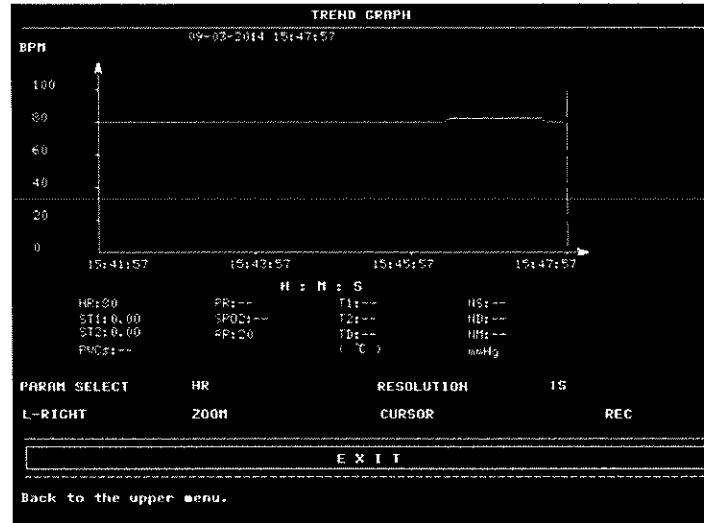 TREND GRAPH
09-03-2014 15:47:57
BPM
100
80
60
40
20
0
15:41:57 15:43:57 15:45:57 15:47:57
H : M : S
HR:80 PR:-- T1:-- NS:--
ST1:0.00 SPO2:-- T2:-- ND:--
ST2:0.00 RP:20 TD:-- NM:--
PVCs:-- ( ℃ ) mmHg
PARAM SELECT HR RESOLUTION 1S
L-RIGHT ZOOM CURSOR REC
E X I T
Back to the upper menu.